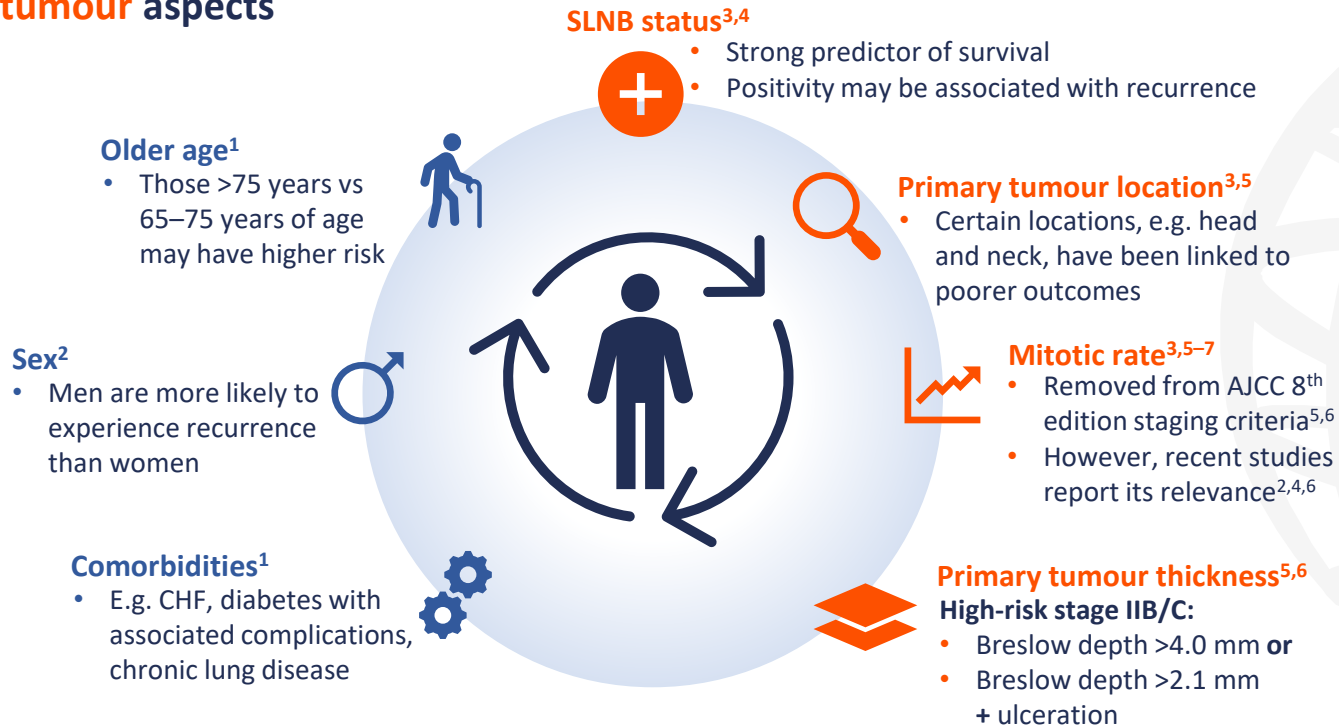 tumour aspects
SLNB status3,4
• Strong predictor of survival
• Positivity may be associated with recurrence
Older age1
• Those >75 years vs
65–75 years of age
may have higher risk
Primary tumour location3,5
• Certain locations, e.g. head
and neck, have been linked to
poorer outcomes
Sex2
• Men are more likely to
experience recurrence
than women
Mitotic rate3,5–7
• Removed from AJCC 8th
edition staging criteria5,6
• However, recent studies
report its relevance2,4,6
Comorbidities1
• E.g. CHF, diabetes with
associated complications,
chronic lung disease
Primary tumour thickness5,6
High-risk stage IIB/C:
• Breslow depth >4.0 mm or
• Breslow depth >2.1 mm
+ ulceration